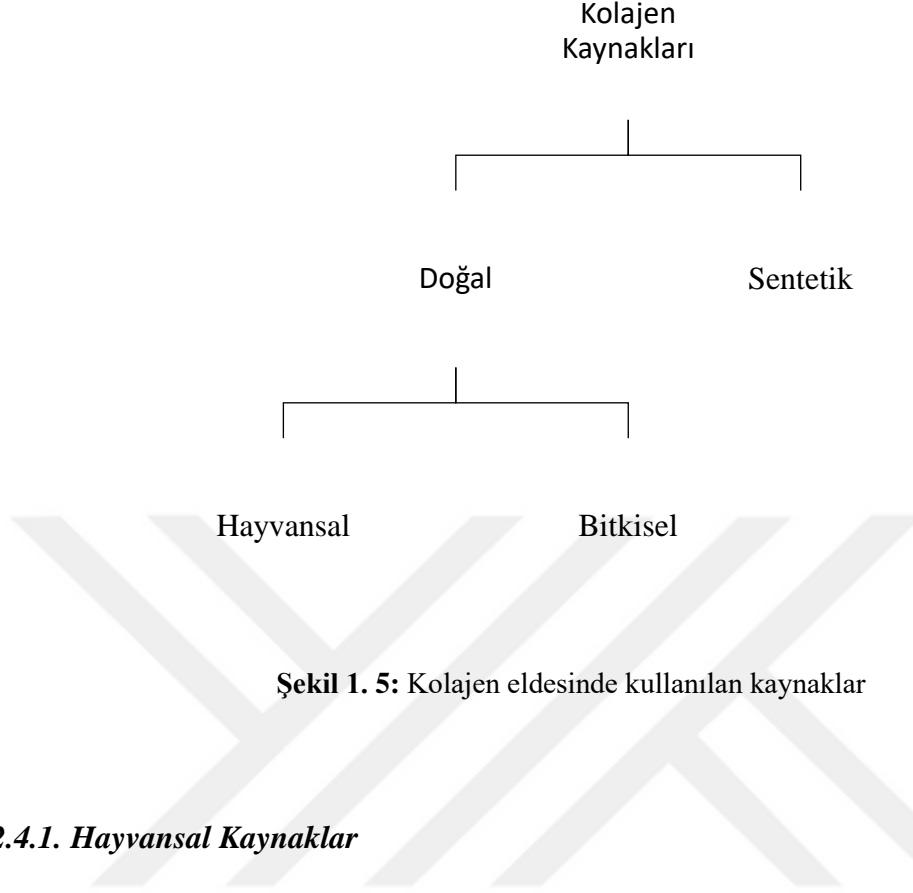 Kolajen
Kaynakları
Doğal
Sentetik
Hayvansal
Bitkisel
Şekil 1. 5: Kolajen eldesinde kullanılan kaynaklar
2.4.1. Hayvansal Kaynaklar